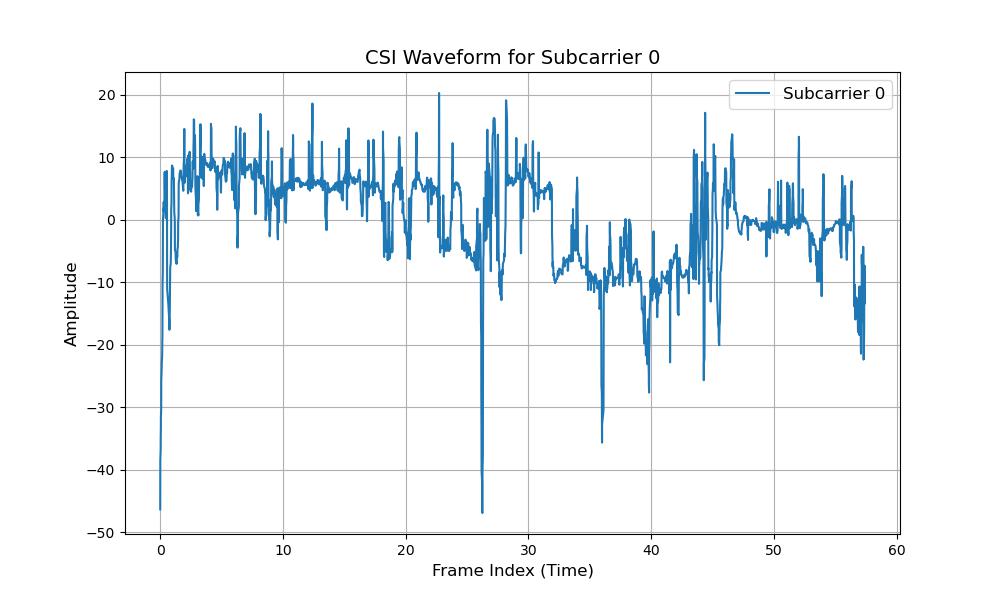 CSI Waveform for Subcarrier 0
Subcarrier 0
Amplitude
20
10
0
−10
−20
−30
−40
−50
0 10 20 30 40 50 60
Frame Index (Time)